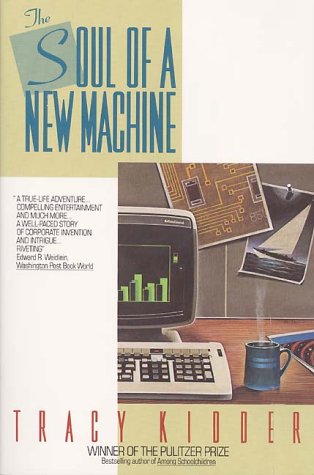 The
SOUL OF A
NEW MACHINE
"A TRUE-LIFE ADVENTURE...
COMPELLING ENTERTAINMENT
AND MUCH MORE...
A WELL-PACED STORY
OF CORPORATE INVENTION
AND INTRIGUE...
RIVETING"
Edward R. Weidlein,
Washington Post Book World
TRACY KIDDER
WINNER OF THE PULITZER PRIZE
Bestselling author of Among Schoolchildren